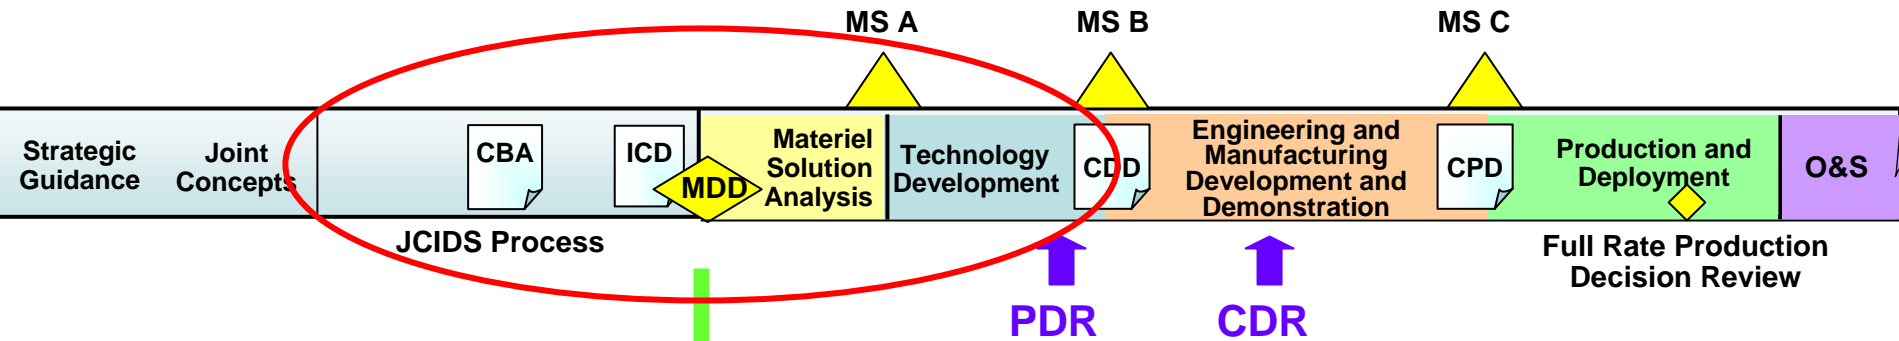 MS A
MS B
MS C
Strategic
Guidance
Joint
Concepts
CBA
ICD
MDD
Materiel
Solution
Analysis
Technology
Development
CDD
Engineering and
Manufacturing
Development and
Demonstration
CPD
Production and
Deployment
O&S
JCIDS Process
PDR
CDR
Full Rate Production
Decision Review